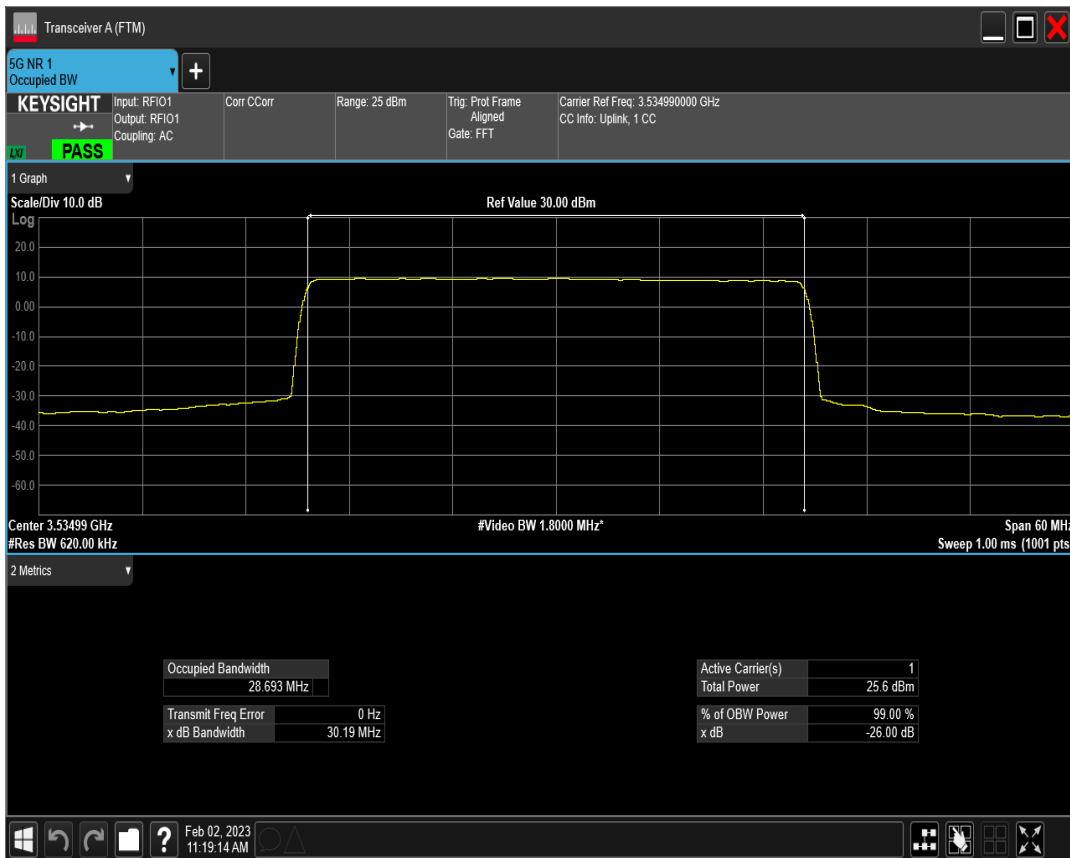 Transceiver A (FTM)
5G NR 1
Occupied BW
+
KEYSIGHT
LXI
PASS
Input: RFIO1
Output: RFIO1
Coupling: AC
Corr CCorr
Range: 25 dBm
Trig: Prot Frame
Aligned
Gate: FFT
Carrier Ref Freq: 3.534990000 GHz
CC Info: Uplink, 1 CC
1 Graph
Scale/Div 10.0 dB
Ref Value 30.00 dBm
Log
20.0
10.0
0.00
-10.0
-20.0
-30.0
-40.0
-50.0
-60.0
Center 3.53499 GHz
#Video BW 1.8000 MHz*
Span 60 MHz
#Res BW 620.00 kHz
Sweep 1.00 ms (1001 pts
2 Metrics
Occupied Bandwidth
28.693 MHz
Transmit Freq Error 0 Hz
x dB Bandwidth 30.19 MHz
Active Carrier(s) 1
Total Power 25.6 dBm
% of OBW Power 99.00 %
x dB -26.00 dB
?
Feb 02, 2023
11:19:14 AM